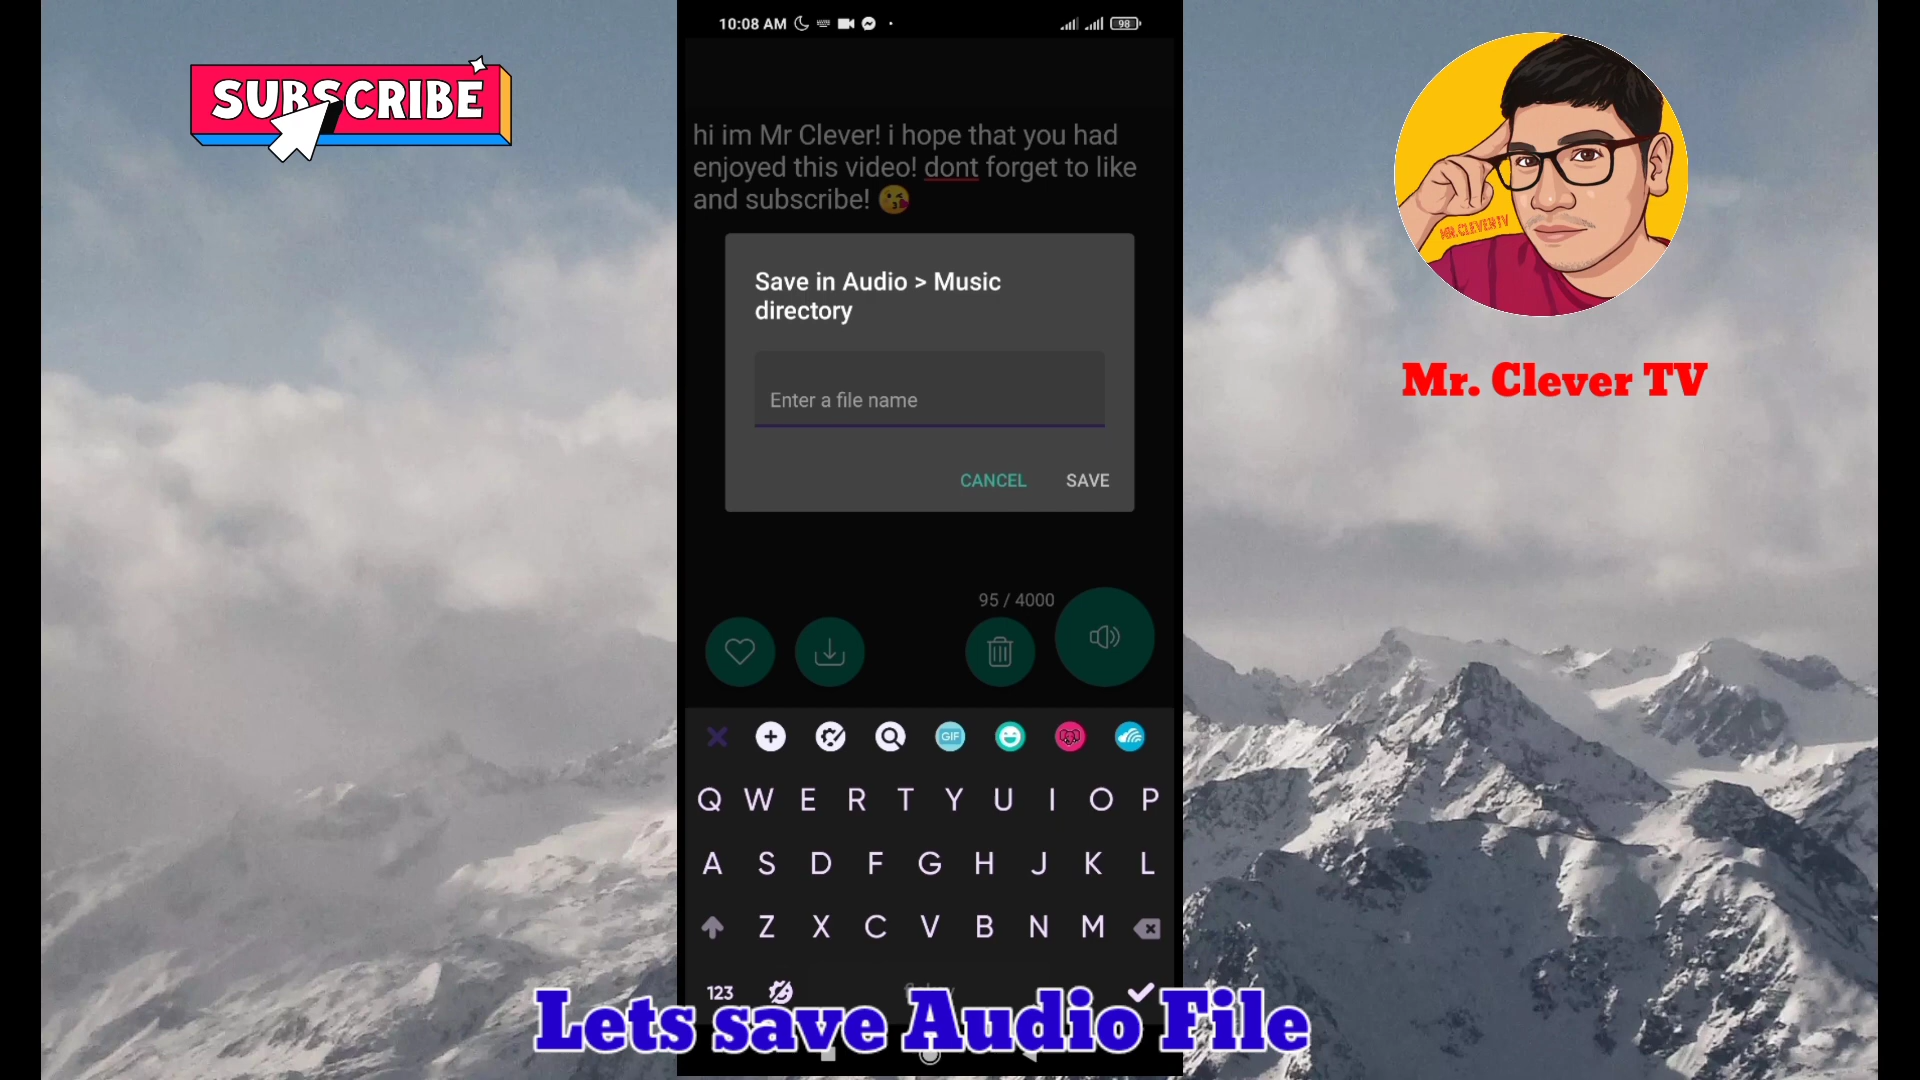 10:08 AM
98
SUBSCRIBE
hi im Mr Clever! i hope that you had
enjoyed this video! dont forget to like
and subscribe! 😘
MR.CLEVERTV
Mr. Clever TV
Save in Audio > Music
directory
Enter a file name
CANCEL SAVE
95 / 4000
GIF
Q W E R T Y U I O P
A S D F G H J K L
Z X C V B N M
123
Lets save Audio File